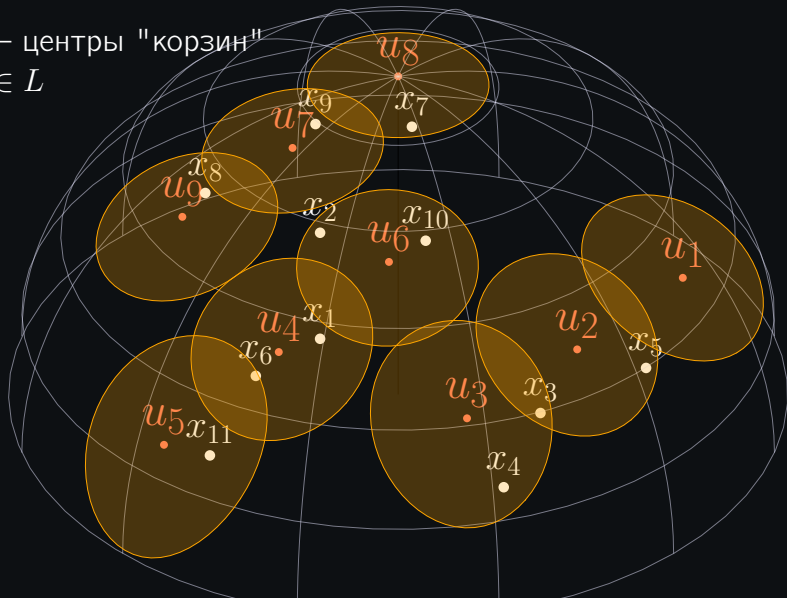 – центры "корзин"
∈ L
u₈
x₉
x₇
u₇
x₈
u₉
x₂
x₁₀
u₆
u₁
x₁
u₄
u₂
x₅
x₆
x₃
u₃
u₅
x₁₁
x₄